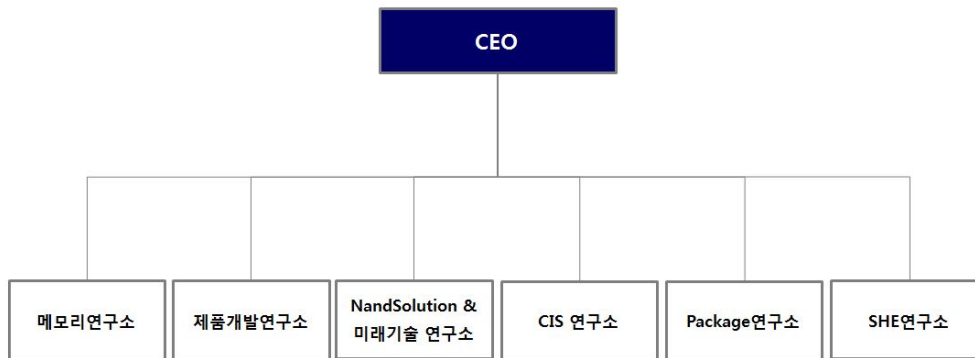 CEO
메모리연구소
제품개발연구소
NandSolution &
미래기술 연구소
CIS 연구소
Package연구소
SHE연구소